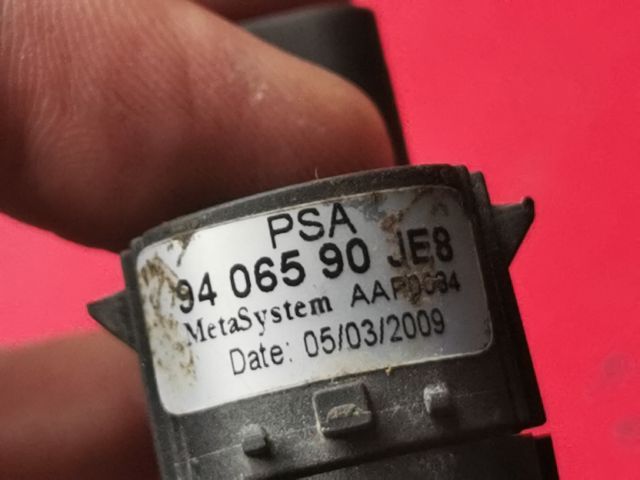 PSA
94 065 90 JE8
MetaSystem
Date: 05/03/2009